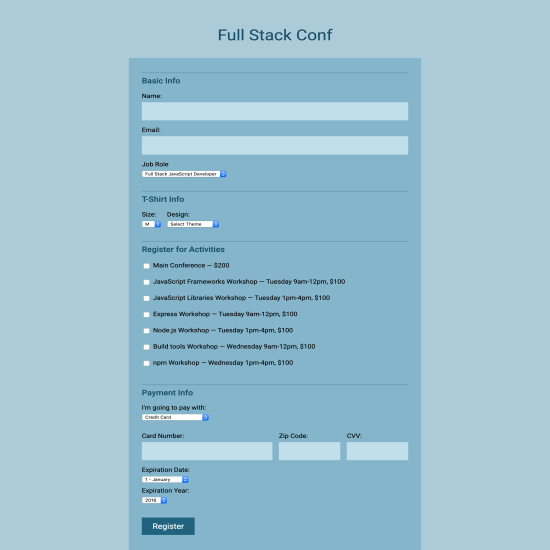 Full Stack Conf
Basic Info
Name:
Email:
Job Role
Full Stack JavaScript Developer
T-Shirt Info
Size: Design:
M Select Theme
Register for Activities
Main Conference — $200
JavaScript Frameworks Workshop — Tuesday 9am-12pm, $100
JavaScript Libraries Workshop — Tuesday 1pm-4pm, $100
Express Workshop — Tuesday 9am-12pm, $100
Node.js Workshop — Tuesday 1pm-4pm, $100
Build tools Workshop — Wednesday 9am-12pm, $100
npm Workshop — Wednesday 1pm-4pm, $100
Payment Info
I'm going to pay with:
Credit Card
Card Number: Zip Code: CVV:
Expiration Date:
1 - January
Expiration Year:
2016
Register